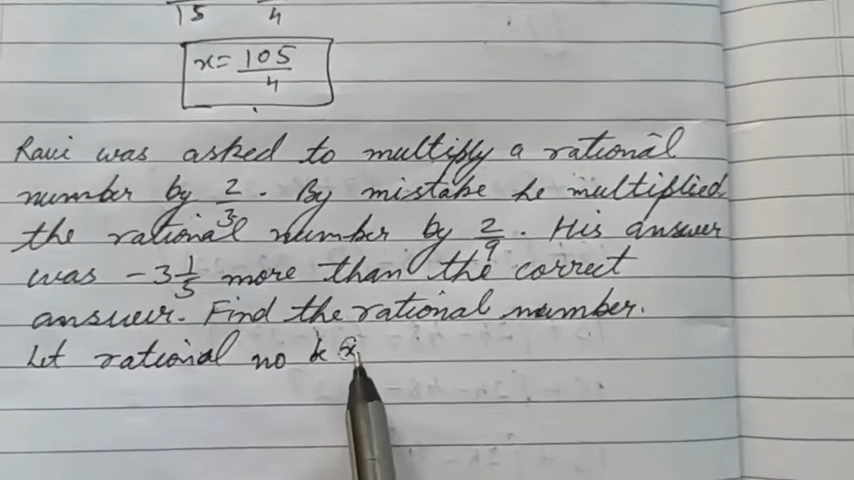 15 4
x = 105/4
Ravi was asked to multiply a rational
number by 2/3. By mistake he multiplied
the rational number by 2/9. His answer
was -3 1/5 more than the correct
answer. Find the rational number.
Let rational no be x